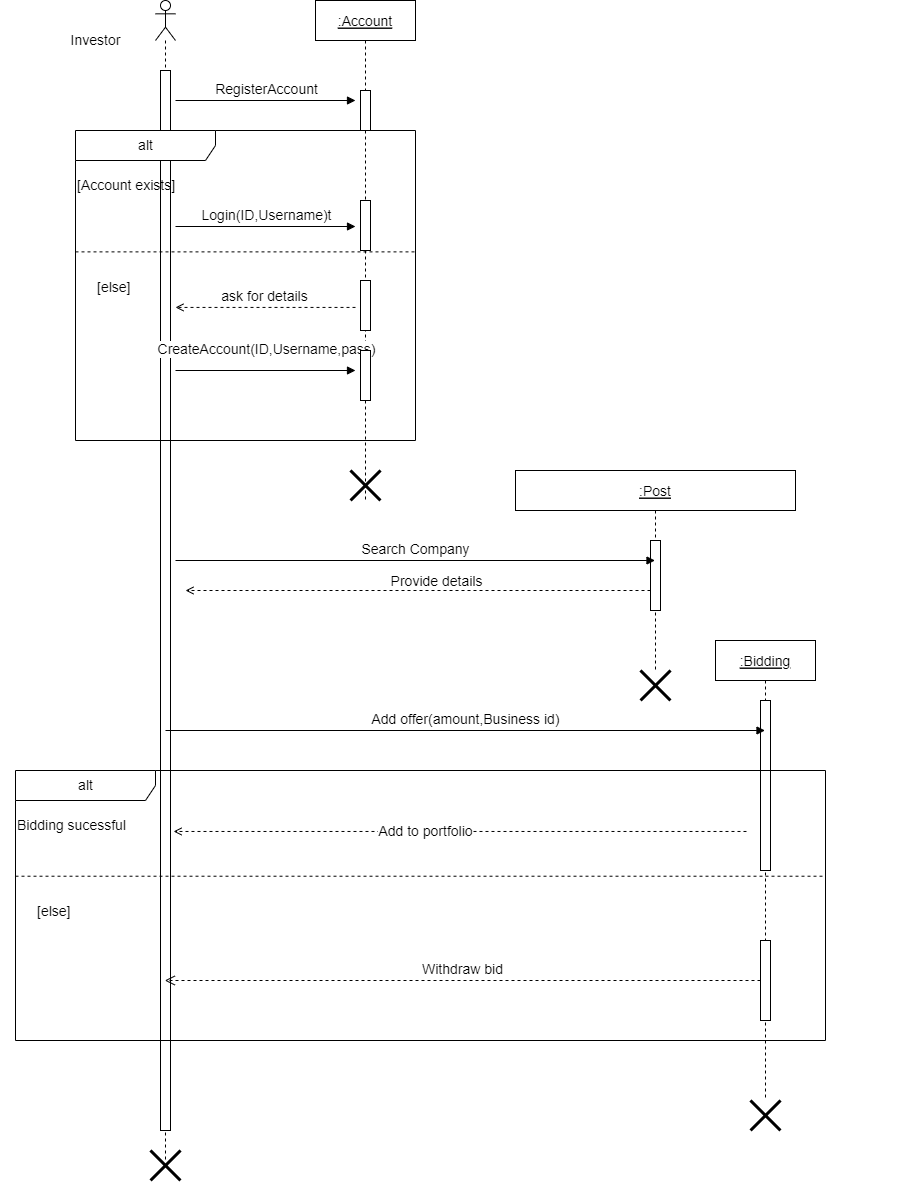 Investor
:Account
RegisterAccount
alt
[Account exists]
Login(ID,Username)t
[else]
ask for details
CreateAccount(ID,Username,pass)
:Post
Search Company
Provide details
:Bidding
Add offer(amount,Business id)
alt
Bidding sucessful
Add to portfolio
[else]
Withdraw bid